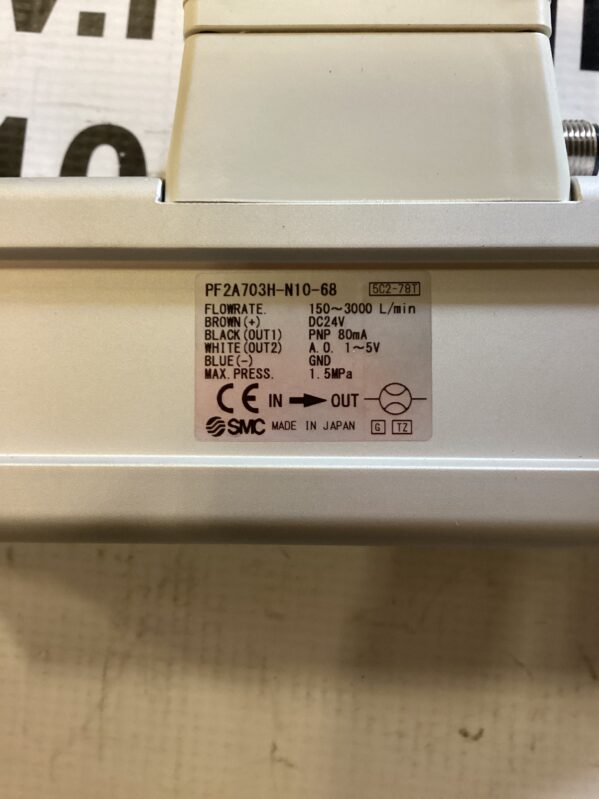 10
PF2A703H-N10-68 5C2-78T
FLOWRATE. 150~3000 L/min
BROWN(+) DC24V
BLACK(OUT1) PNP 80mA
WHITE(OUT2) A.O. 1~5V
BLUE(-) GND
MAX.PRESS. 1.5MPa
CE IN OUT
SMC MADE IN JAPAN G TZ